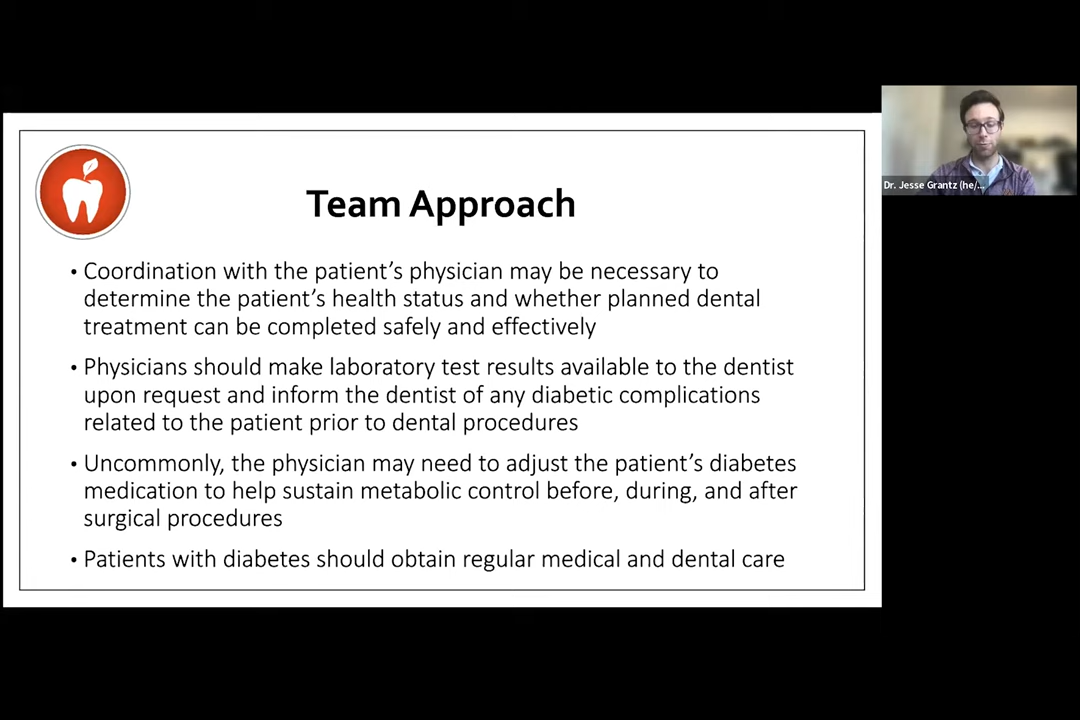 Team Approach
• Coordination with the patient’s physician may be necessary to
determine the patient’s health status and whether planned dental
treatment can be completed safely and effectively
• Physicians should make laboratory test results available to the dentist
upon request and inform the dentist of any diabetic complications
related to the patient prior to dental procedures
• Uncommonly, the physician may need to adjust the patient’s diabetes
medication to help sustain metabolic control before, during, and after
surgical procedures
• Patients with diabetes should obtain regular medical and dental care
Dr. Jesse Grantz (he/...